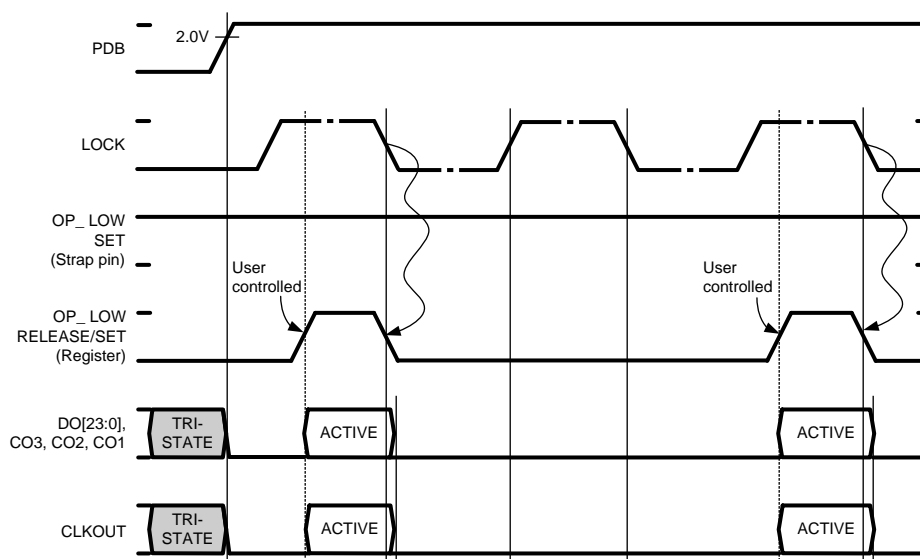 2.0V
PDB
LOCK
OP_ LOW
SET
(Strap pin)
User
controlled
User
controlled
OP_ LOW
RELEASE/SET
(Register)
DO[23:0],
CO3, CO2, CO1
TRI-
STATE
ACTIVE
ACTIVE
CLKOUT
TRI-
STATE
ACTIVE
ACTIVE